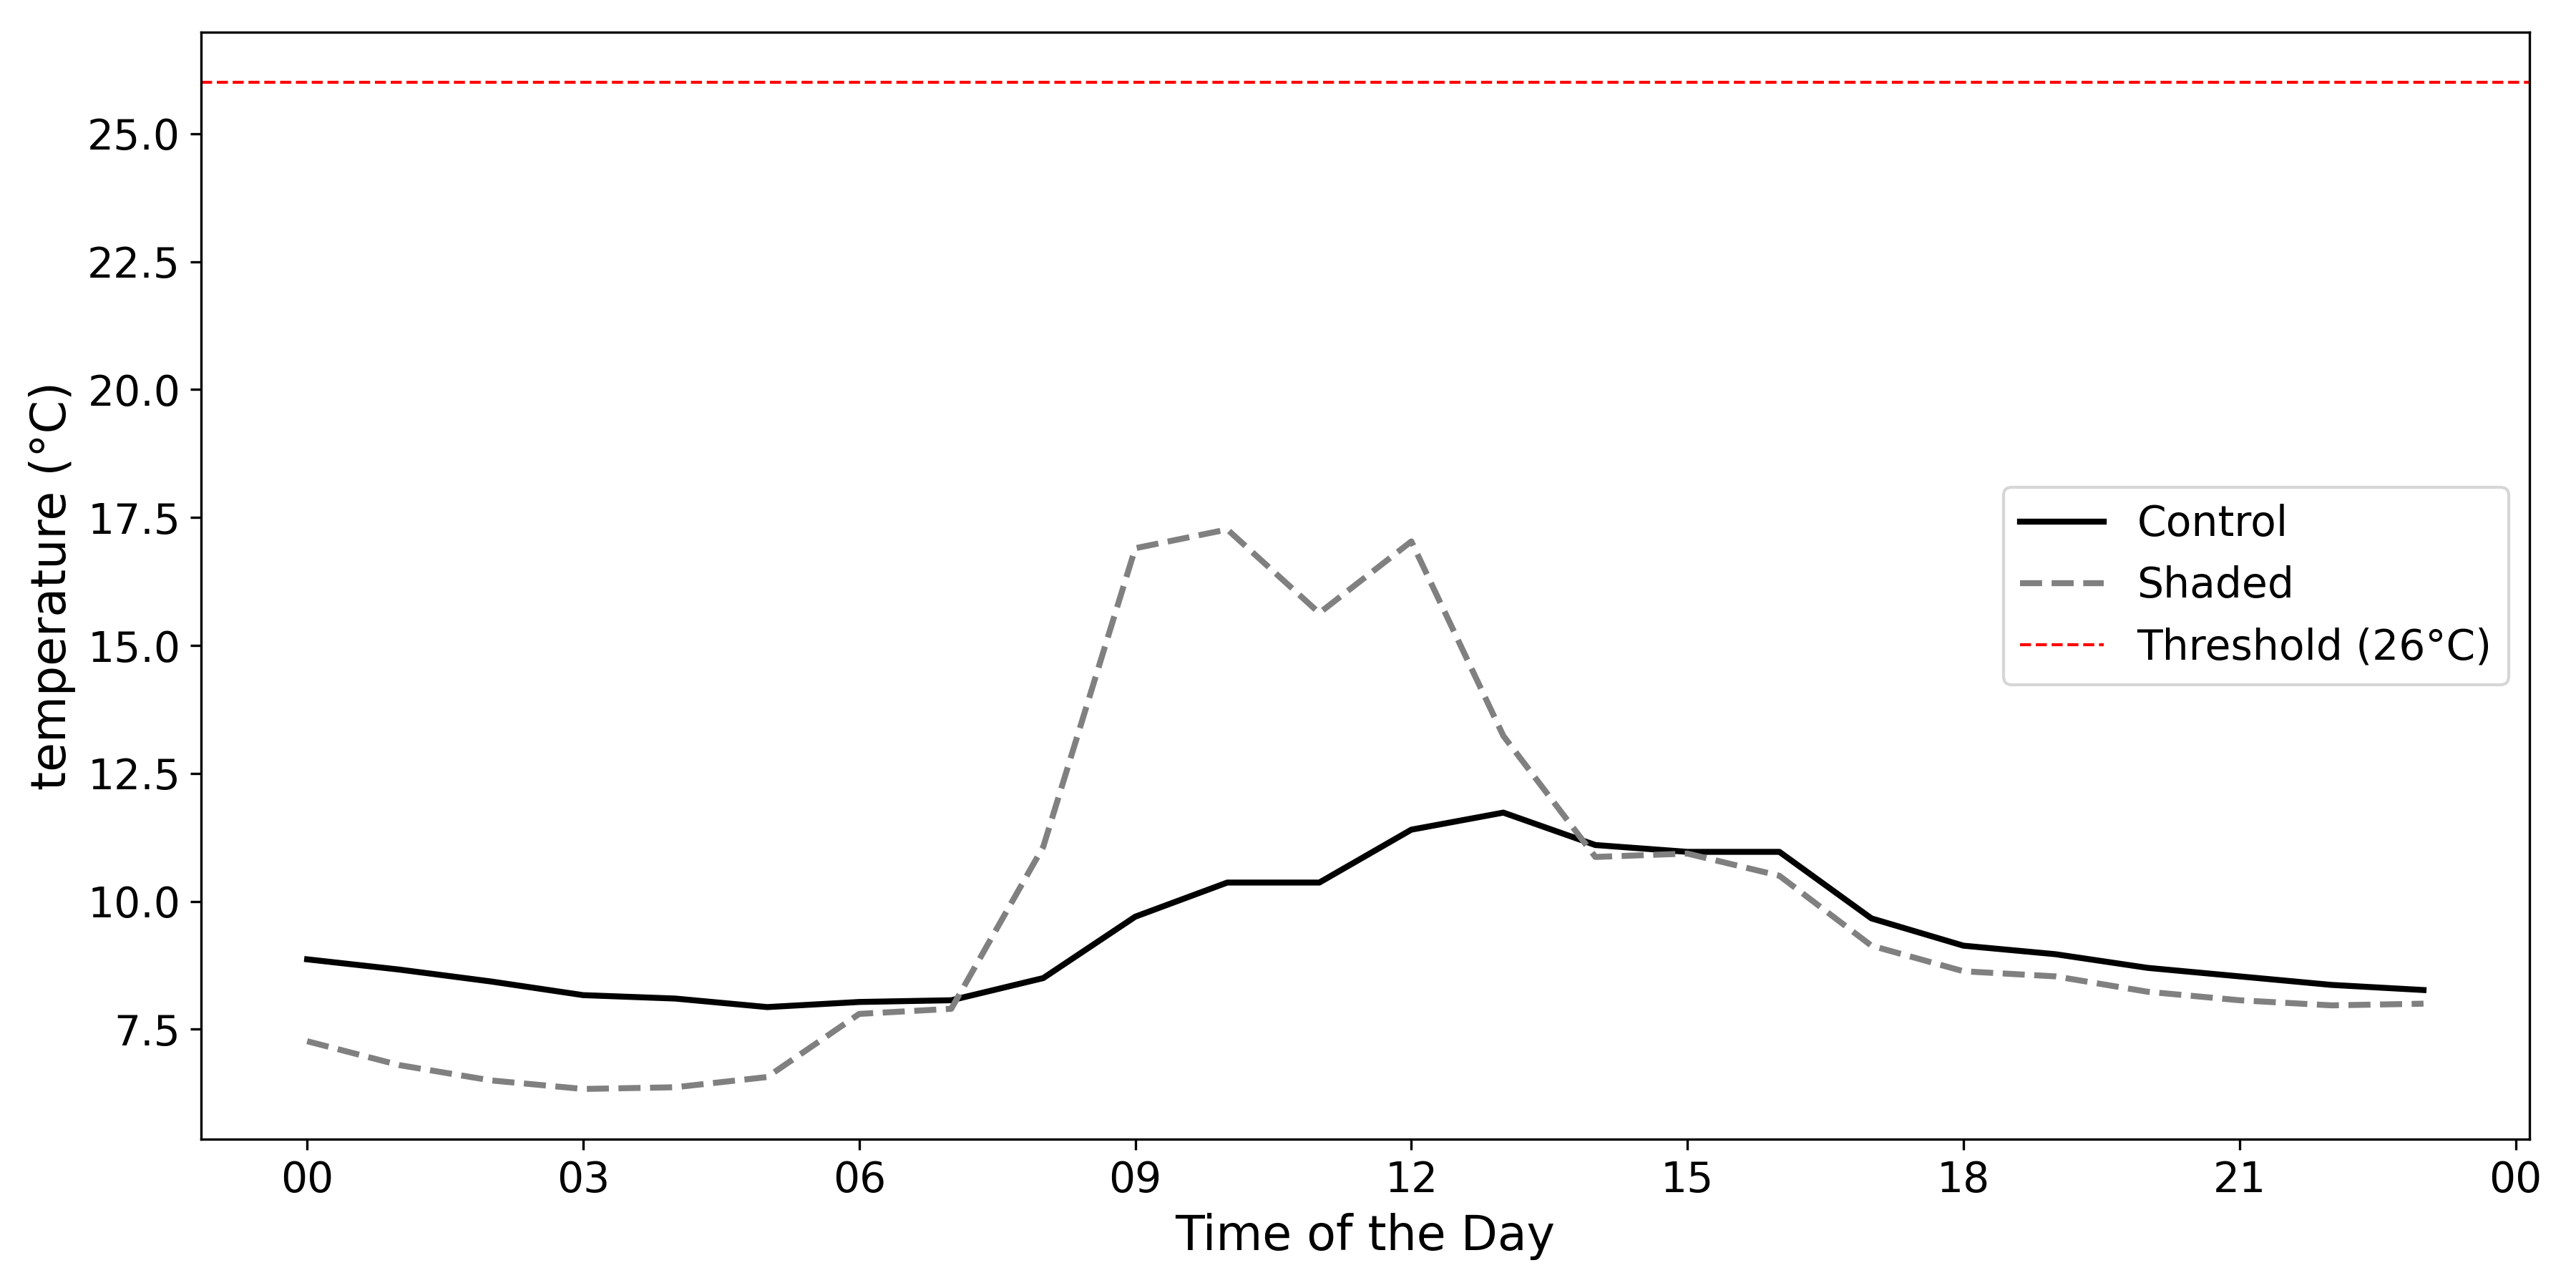 25.0
22.5
20.0
17.5
15.0
12.5
10.0
7.5
temperature (°C)
Control
Shaded
Threshold (26°C)
00 03 06 09 12 15 18 21 00
Time of the Day